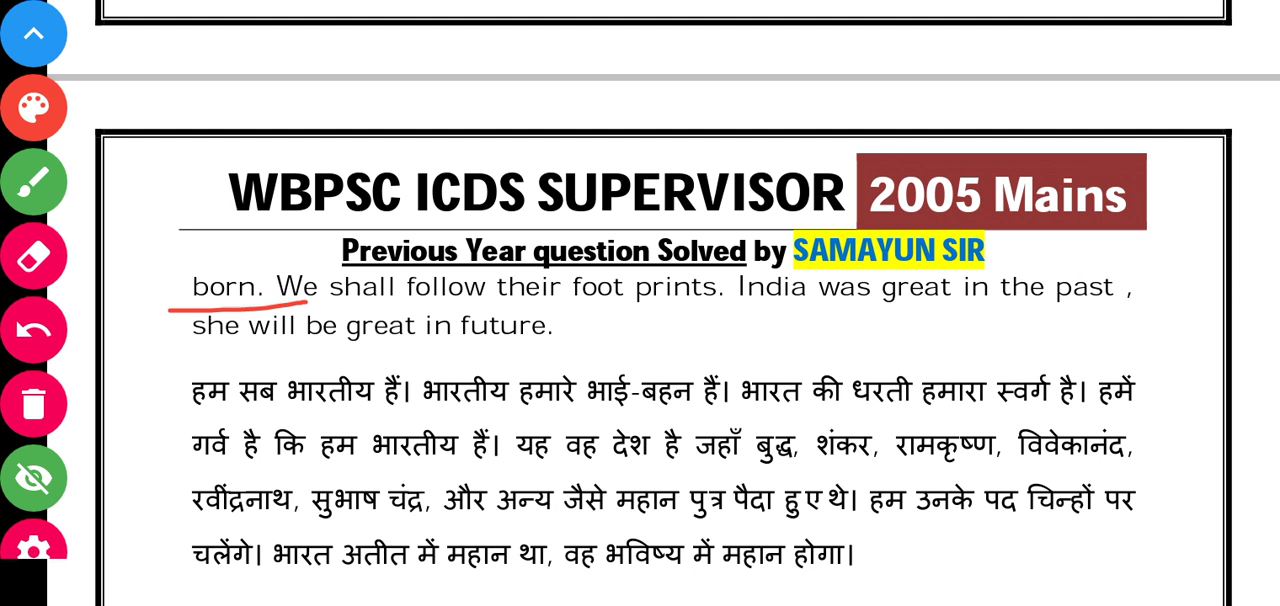 WBPSC ICDS SUPERVISOR 2005 Mains
Previous Year question Solved by SAMAYUN SIR
born. We shall follow their foot prints. India was great in the past ,
she will be great in future.
हम सब भारतीय हैं। भारतीय हमारे भाई-बहन हैं। भारत की धरती हमारा स्वर्ग है। हमें
गर्व है कि हम भारतीय हैं। यह वह देश है जहाँ बुद्ध, शंकर, रामकृष्ण, विवेकानंद,
रवींद्रनाथ, सुभाष चंद्र, और अन्य जैसे महान पुत्र पैदा हुए थे। हम उनके पद चिन्हों पर
चलेंगे। भारत अतीत में महान था, वह भविष्य में महान होगा।